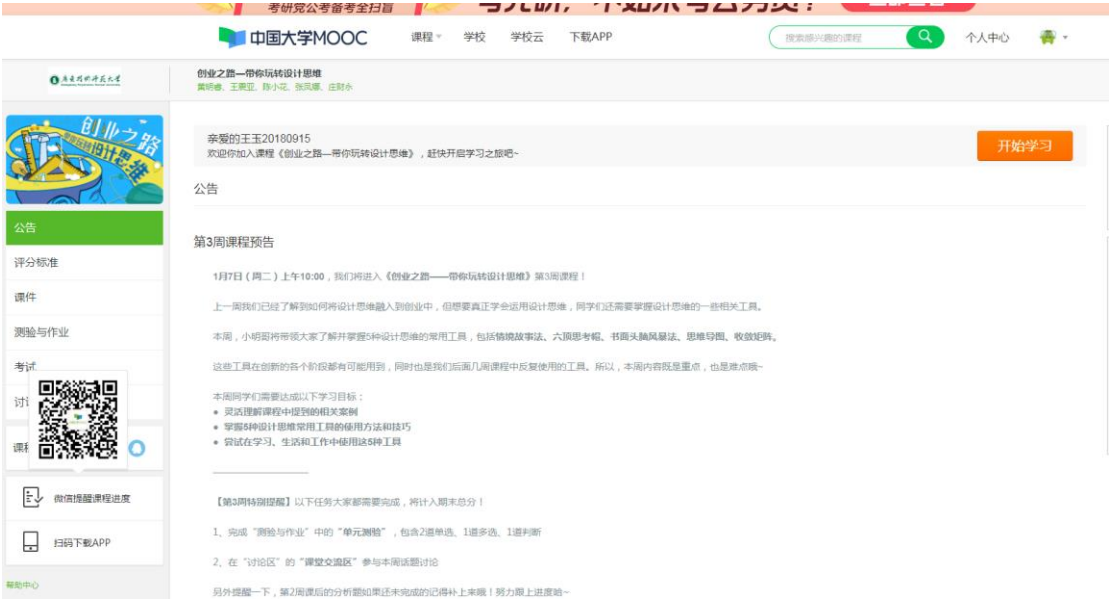 考研党公考备考全扫盲
中国大学MOOC
课程
学校
学校云
下载APP
搜索感兴趣的课程
个人中心
创业之路—带你玩转设计思维
创业之路
亲爱的王玉20180915
欢迎你加入课程《创业之路—带你玩转设计思维》，赶快开启学习之旅吧~
开始学习
公告
公告
评分标准
课件
测验与作业
考试
微信提醒课程进度
扫码下载APP
帮助中心
第3周课程预告
1月7日（周二）上午10:00，我们将进入《创业之路——带你玩转设计思维》第3周课程！
上一周我们已经了解到如何将设计思维融入到创业中，但想要真正学会运用设计思维，同学们还需要掌握设计思维的一些相关工具。
本周，小明哥将带领大家了解并掌握5种设计思维的常用工具，包括情境故事法、六顶思考帽、书面头脑风暴法、思维导图、收敛矩阵。
这些工具在创新的各个阶段都有可能用到，同时也是我们后面几周课程中反复使用的工具。所以，本周内容既是重点，也是难点哦~
本周同学们需要达成以下学习目标：
• 灵活理解课程中提到的相关案例
• 掌握5种设计思维常用工具的使用方法和技巧
• 尝试在学习、生活和工作中使用这5种工具
【第3周特别提醒】以下任务大家都需要完成，将计入期末总分！
1、完成“测验与作业”中的“单元测验”，包含2道单选、1道多选、1道判断
2、在“讨论区”的“课堂交流区”参与本周话题讨论
另外提醒一下，第2周课后的分析题如果还未完成的记得补上来哦！努力跟上进度哈~